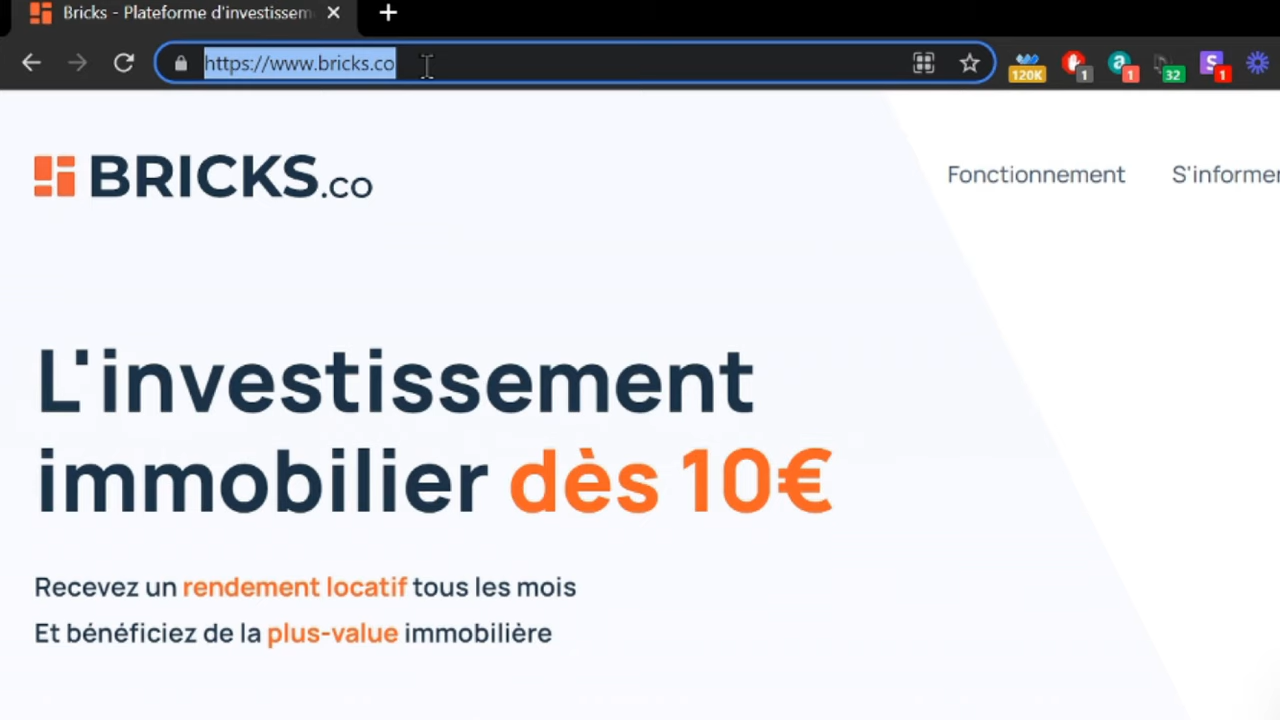 Bricks - Plateforme d'investissem
https://www.bricks.co
120K
1
a
1
32
S
1
BRICKS.co
Fonctionnement
S'informer
L'investissement
immobilier dès 10€
Recevez un rendement locatif tous les mois
Et bénéficiez de la plus-value immobilière